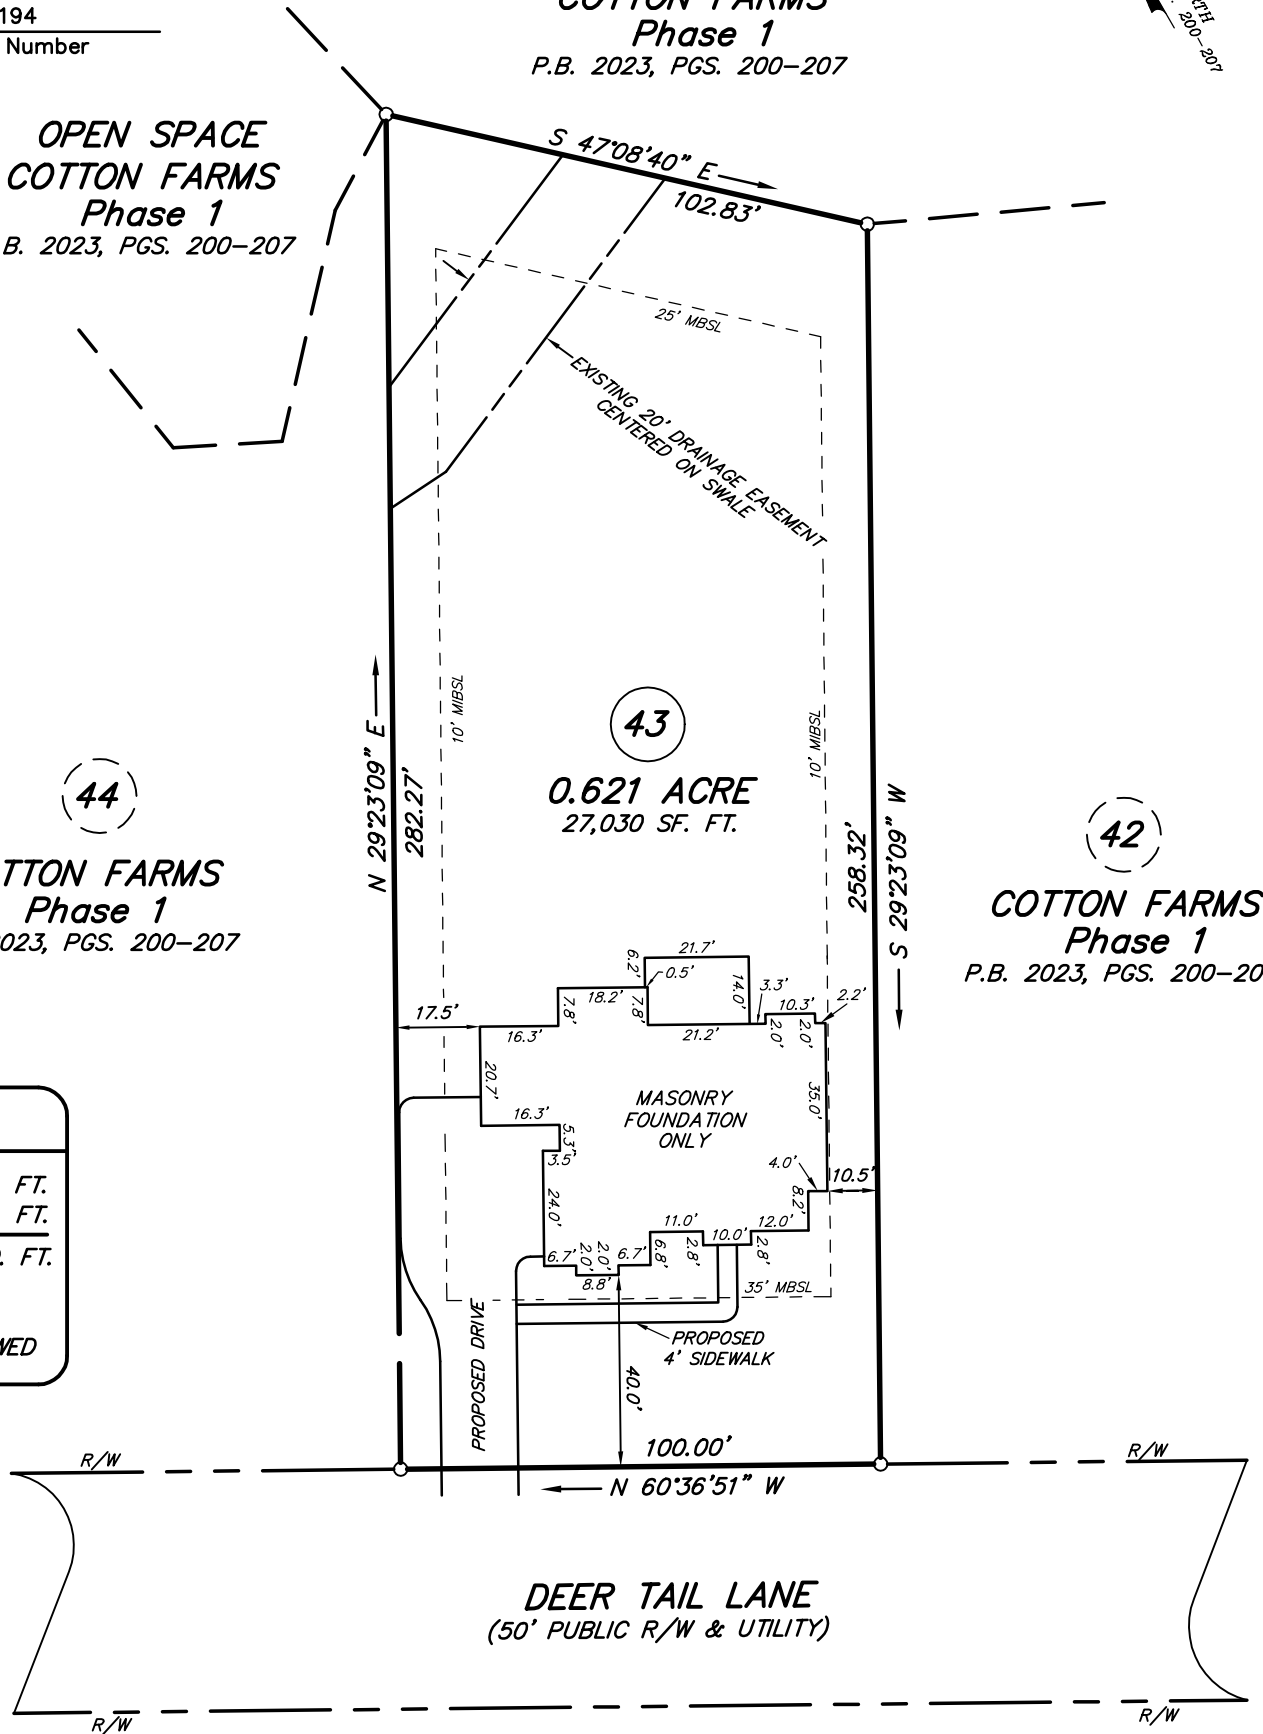 194
Number
COTTON FARMS
Phase 1
P.B. 2023, PGS. 200-207
200-207
OPEN SPACE
COTTON FARMS
Phase 1
B. 2023, PGS. 200-207
S 47°08'40" E
102.83'
25' MBSL
EXISTING 20' DRAINAGE EASEMENT
CENTERED ON SWALE
10' MIBSL
10' MIBSL
N 29°23'09" E
282.27'
43
0.621 ACRE
27,030 SF. FT.
258.32'
S 29°23'09" W
44
TTON FARMS
Phase 1
023, PGS. 200-207
42
COTTON FARMS
Phase 1
P.B. 2023, PGS. 200-20
21.7'
6.2'
0.5'
14.0'
18.2'
7.8'
7.8'
3.3'
10.3'
2.2'
17.5'
16.3'
21.2'
2.0'
2.0'
20.7'
MASONRY
FOUNDATION
ONLY
35.0'
16.3'
5.3'
3.5'
4.0'
10.5'
8.2'
24.0'
11.0'
10.0'
12.0'
6.7'
2.0'
2.0'
6.7'
6.8'
2.8'
2.8'
8.8'
35' MBSL
PROPOSED DRIVE
PROPOSED
4' SIDEWALK
40.0'
FT.
FT.
. FT.
WED
100.00'
N 60°36'51" W
R/W
R/W
DEER TAIL LANE
(50' PUBLIC R/W & UTILITY)
R/W
R/W